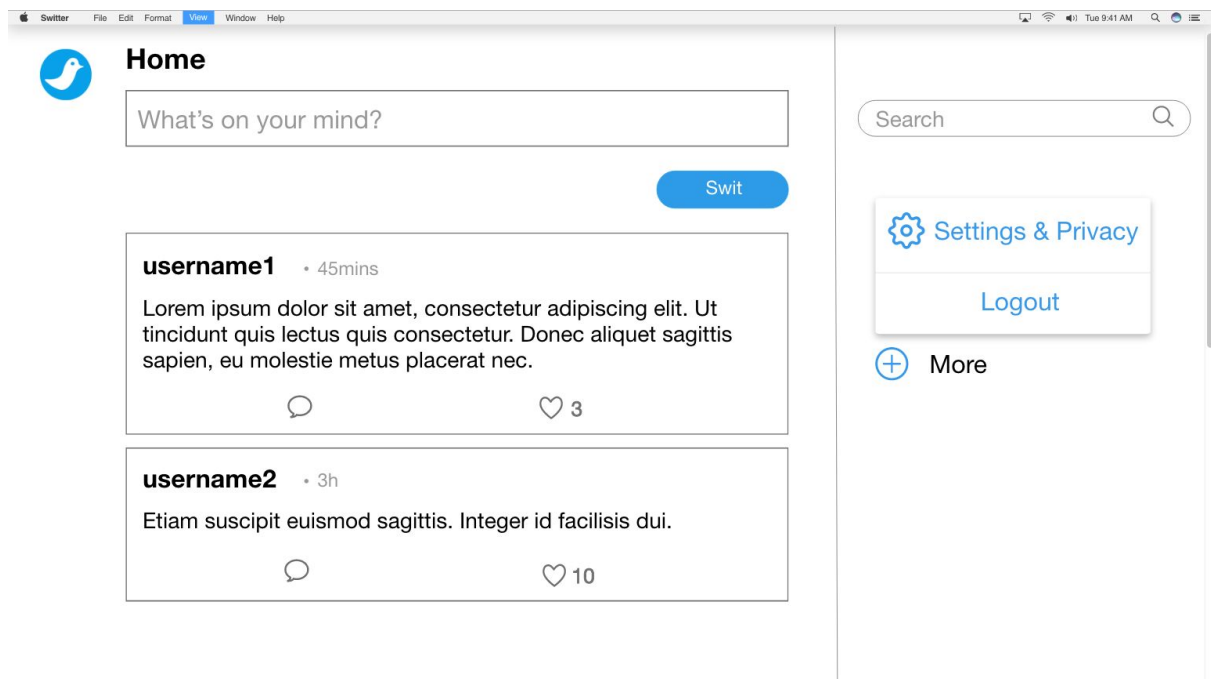 Switter File Edit Format View Window Help Tue 9:41 AM
Home
What's on your mind?
Swit
username1 • 45mins
Lorem ipsum dolor sit amet, consectetur adipiscing elit. Ut
tincidunt quis lectus quis consectetur. Donec aliquet sagittis
sapien, eu molestie metus placerat nec.
3
username2 • 3h
Etiam suscipit euismod sagittis. Integer id facilisis dui.
10
Search
Settings & Privacy
Logout
More